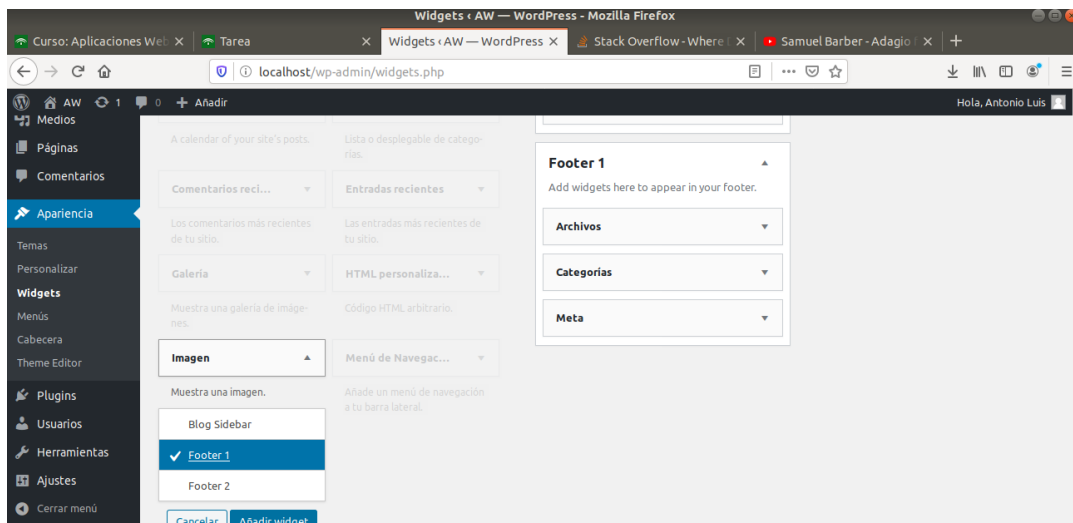 Widgets ‹ AW — WordPress - Mozilla Firefox
Curso: Aplicaciones Web
Tarea
Widgets ‹ AW — WordPress
Stack Overflow - Where
Samuel Barber - Adagio
localhost/wp-admin/widgets.php
AW 1 0 + Añadir
Hola, Antonio Luis
Medios
Páginas
Comentarios
Apariencia
Temas
Personalizar
Widgets
Menús
Cabecera
Theme Editor
Plugins
Usuarios
Herramientas
Ajustes
Cerrar menú
A calendar of your site's posts.
Lista o desplegable de catego-
rías.
Comentarios reci...
Entradas recientes
Los comentarios más recientes
de tu sitio.
Las entradas más recientes de
tu sitio.
Galería
HTML personaliza...
Muestra una galería de imáge-
nes.
Código HTML arbitrario.
Imagen
Menú de Navegac...
Muestra una imagen.
Añade un menú de navegación
a tu barra lateral.
Blog Sidebar
Footer 1
Footer 2
Cancelar
Añadir widget
Footer 1
Add widgets here to appear in your footer.
Archivos
Categorías
Meta